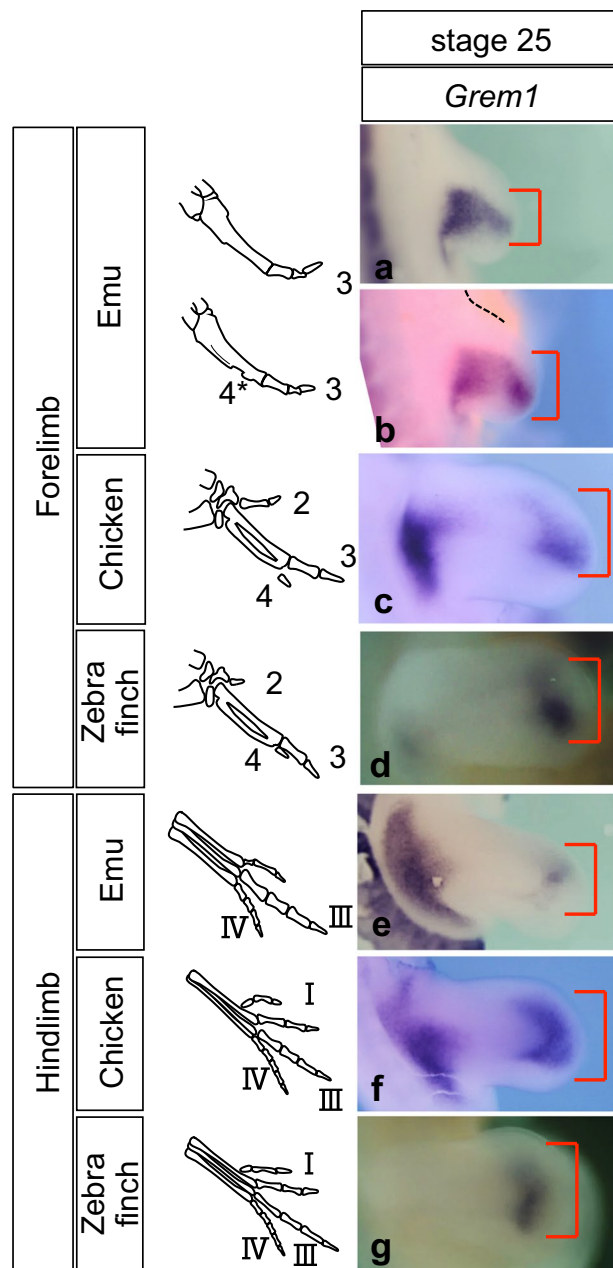 stage 25
Grem1
Forelimb
Emu
3
a
4*
3
b
Chicken
2
3
4
c
Zebra
finch
2
3
4
d
Hindlimb
Emu
IV
III
e
Chicken
I
IV
III
f
Zebra
finch
I
IV
III
g